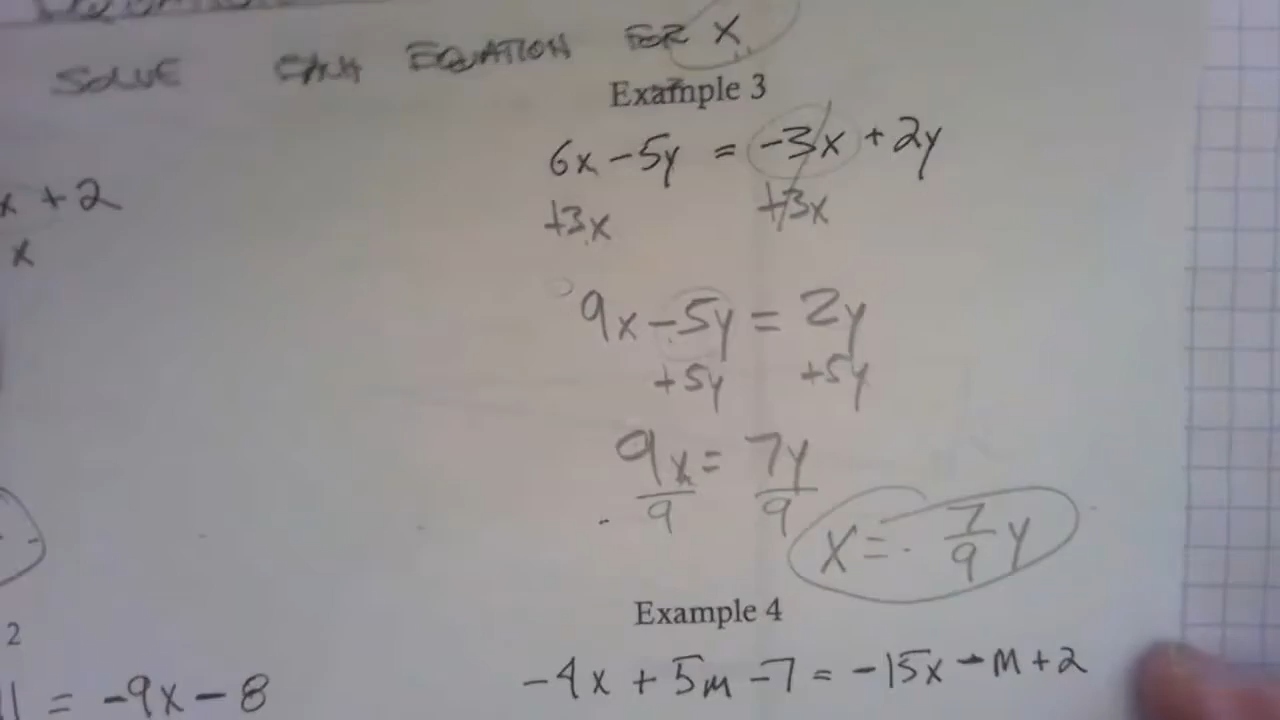 SOLVE EACH EQUATION FOR X
Example 3
6x - 5y = -3x + 2y
+3x +3x
x + 2
x
9x - 5y = 2y
+5y +5y
9x = 7y
9 9
x = 7/9 y
Example 4
2
-4x + 5m - 7 = -15x - m + 2
1 = -9x - 8